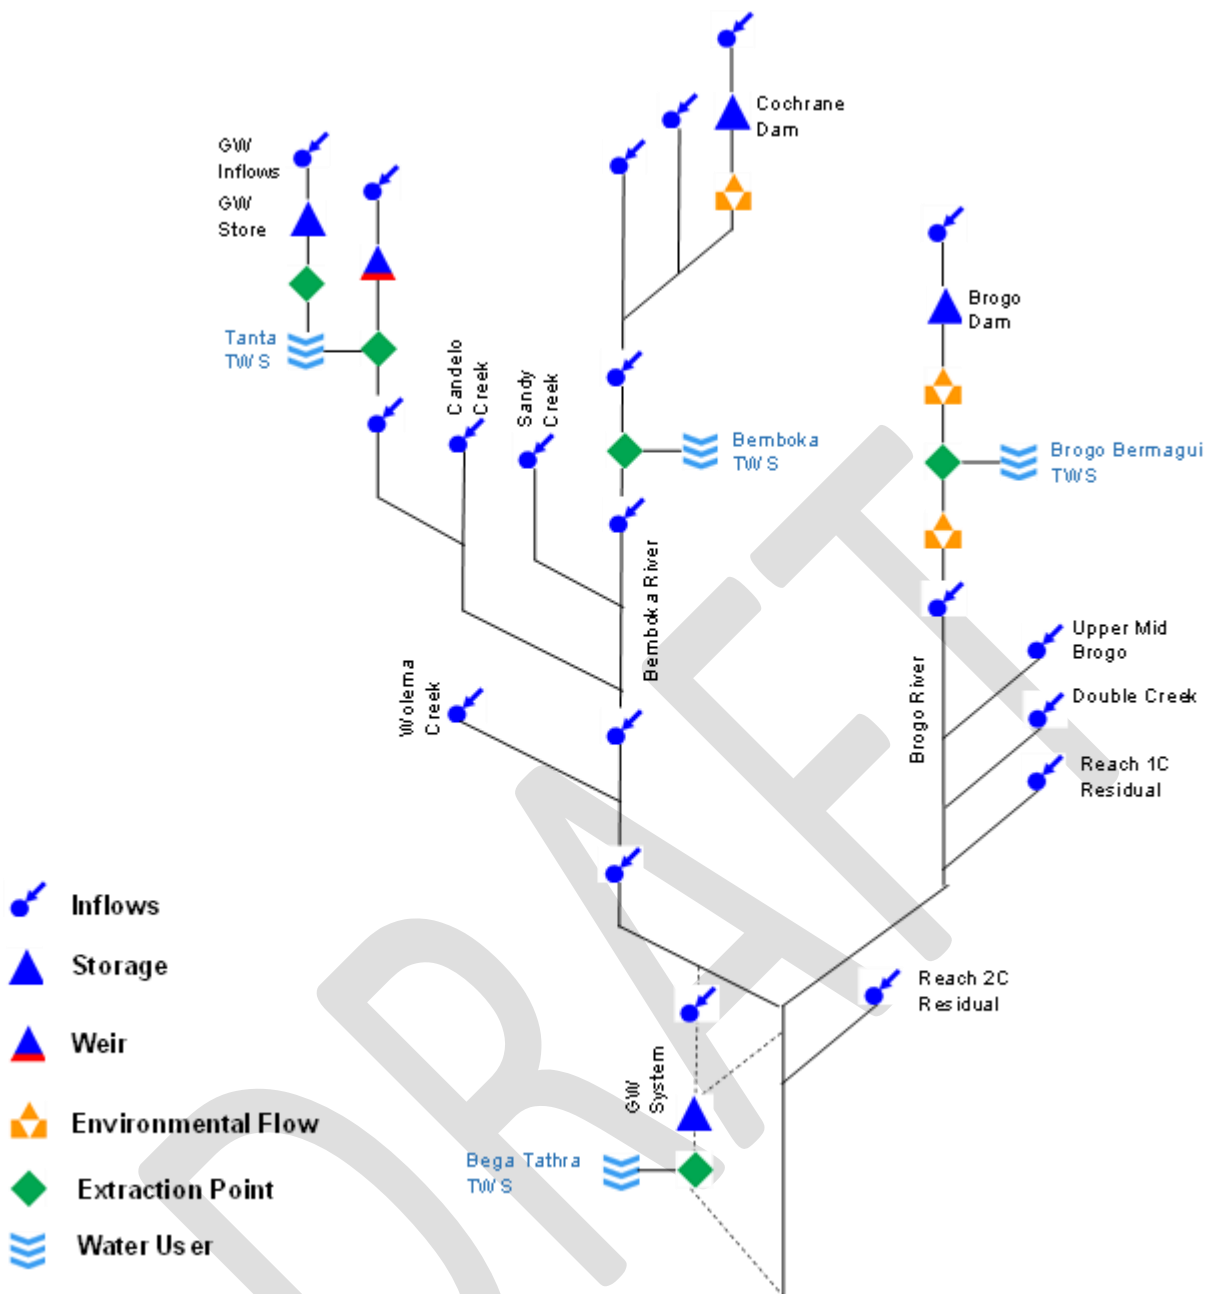 Cochrane
Dam
GW
Inflows
GW
Store
Brogo
Dam
Tanta
TWS
Candelo
Creek
Sandy
Creek
Bemboka
TWS
Brogo Bermagui
TWS
Bemboka River
Wolema
Creek
Brogo River
Upper Mid
Brogo
Double Creek
Reach 1C
Residual
Reach 2C
Residual
GW
System
Bega Tathra
TWS
Inflows
Storage
Weir
Environmental Flow
Extraction Point
Water User
DRAFT